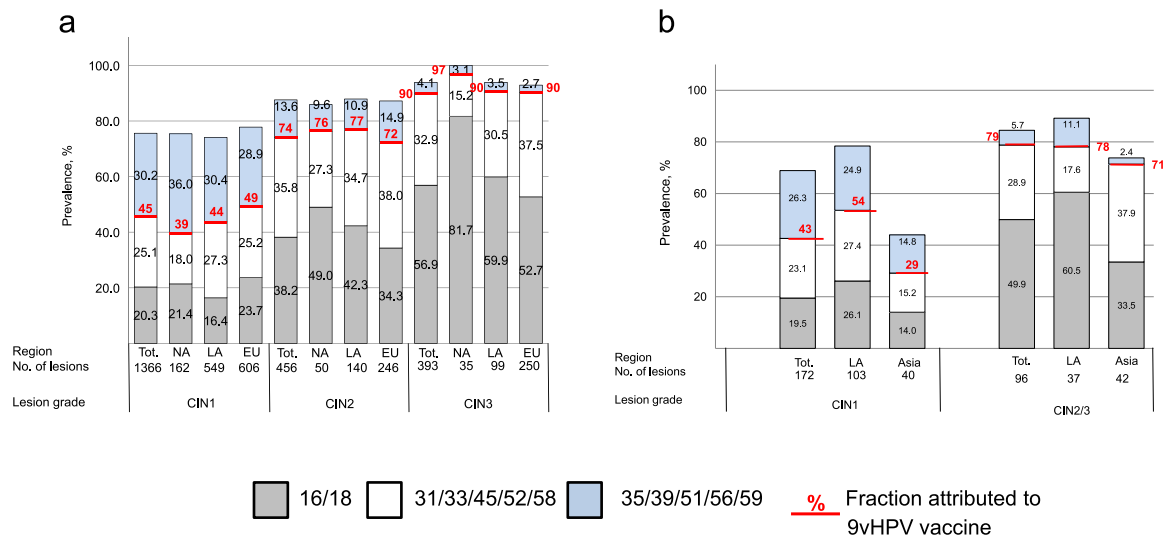 a
Prevalence, %
100.0
80.0
60.0
40.0
20.0
30.2 36.0 30.4 28.9 13.6 9.6 10.9 14.9 4.1 3.1 3.5 2.7
45 39 44 49 74 76 77 72 90 97 90 90
25.1 18.0 27.3 25.2 35.8 27.3 34.7 38.0 32.9 15.2 30.5 37.5
20.3 21.4 16.4 23.7 38.2 49.0 42.3 34.3 56.9 81.7 59.9 52.7
Region Tot. NA LA EU Tot. NA LA EU Tot. NA LA EU
No. of lesions 1366 162 549 606 456 50 140 246 393 35 99 250
Lesion grade CIN1 CIN2 CIN3
b
Prevalence, %
100
80
60
40
20
26.3 24.9 14.8 5.7 11.1 2.4
43 54 29 79 78 71
23.1 27.4 15.2 28.9 17.6 37.9
19.5 26.1 14.0 49.9 60.5 33.5
Region Tot. LA Asia Tot. LA Asia
No. of lesions 172 103 40 96 37 42
Lesion grade CIN1 CIN2/3
16/18 31/33/45/52/58 35/39/51/56/59 % Fraction attributed to
9vHPV vaccine